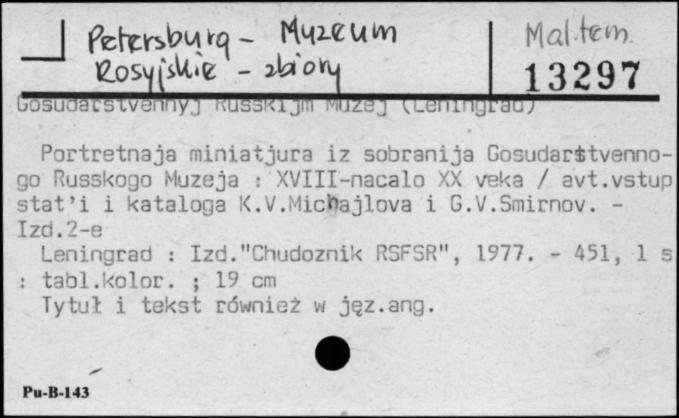 Petersburg - Muzeum Mal.tem.
Rosyjskie - zbiory 13297
Gosudarstvennyj Russkijm Muzej (Leningrad)
Portretnaja miniatjura iz sobranija Gosudarstvenno-
go Russkogo Muzeja : XVIII-nacalo XX veka / avt.vstup
stat'i i kataloga K.V.Michajlova i G.V.Smirnov. -
Izd.2-e
Leningrad : Izd."Chudoznik RSFSR", 1977. - 451, 1 s
: tabl.kolor. ; 19 cm
Tytuł i tekst również w jęz.ang.
Pu-B-143